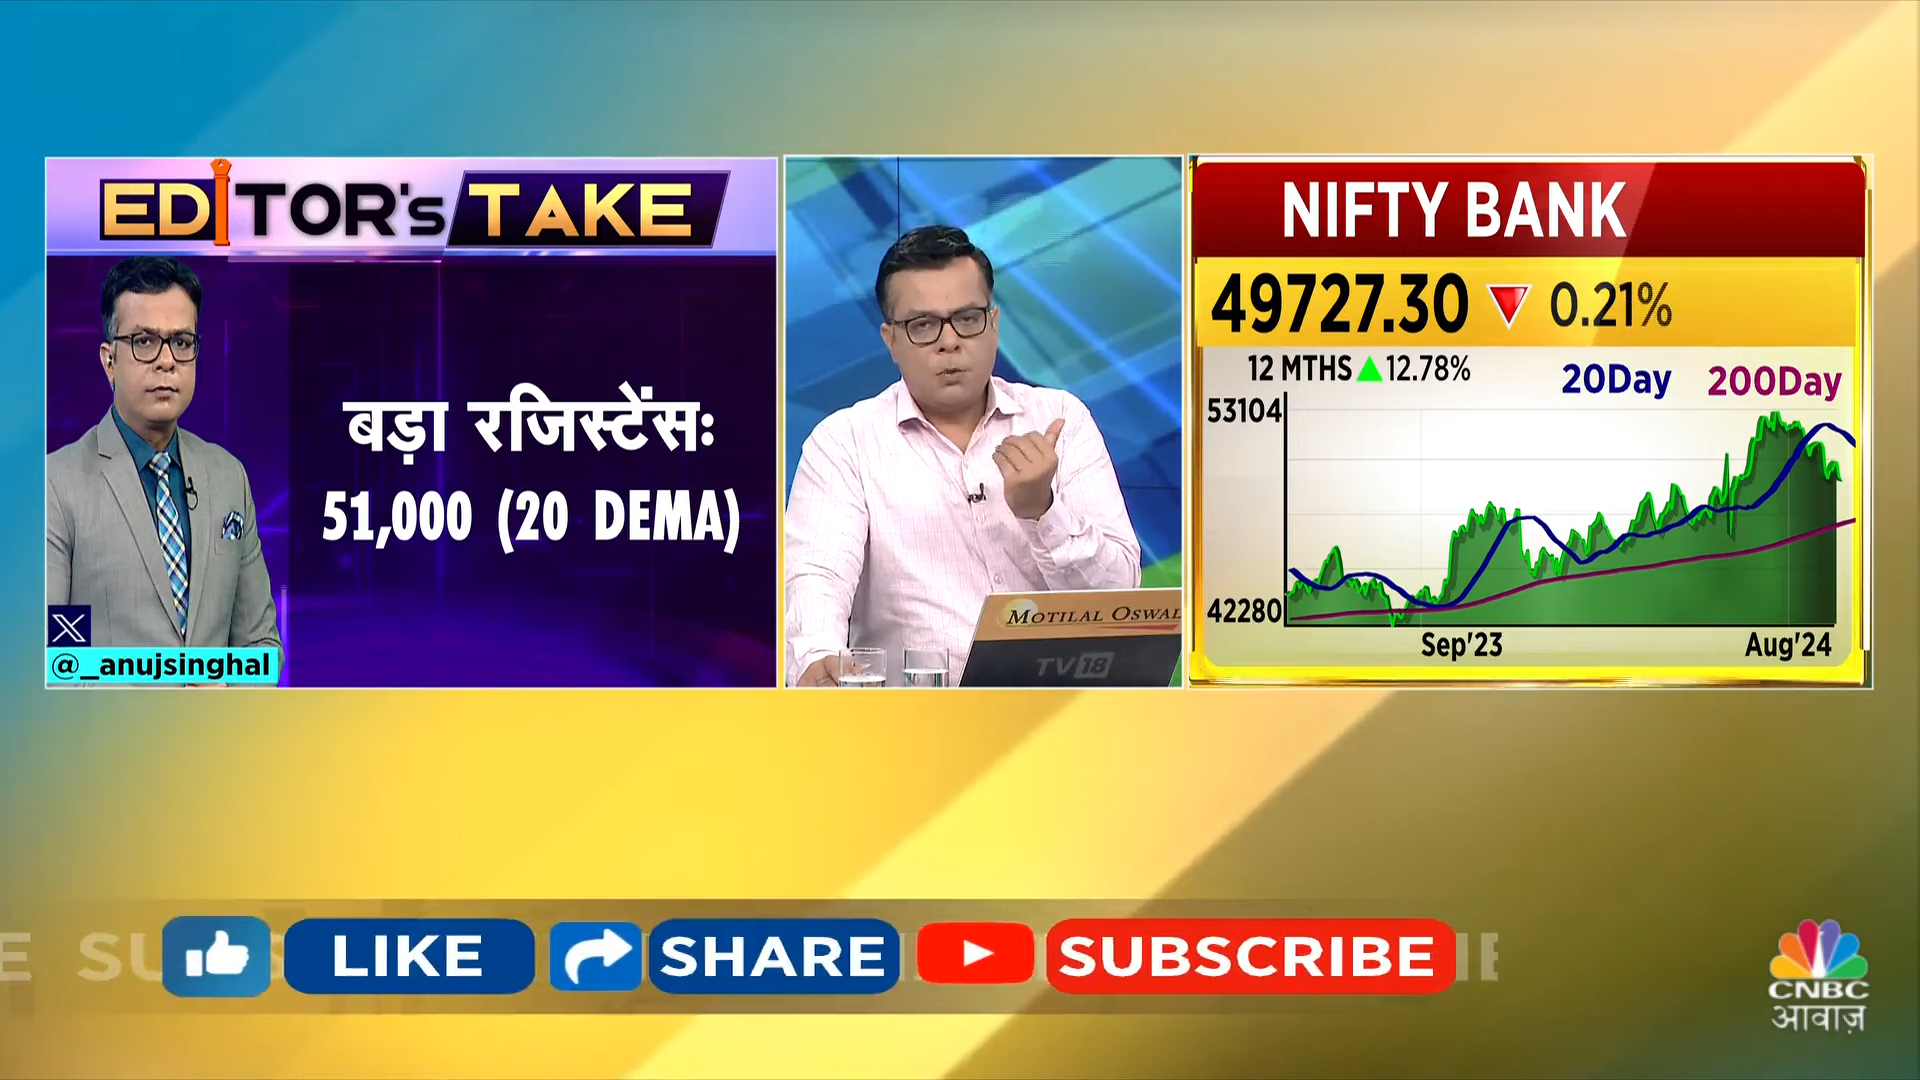 EDITOR's TAKE
बड़ा रजिस्टेंसः
51,000 (20 DEMA)
X
@_anujsinghal
MOTILAL OSWAL
TV18
NIFTY BANK
49727.30 0.21%
12 MTHS 12.78%
20Day 200Day
53104
42280
Sep'23 Aug'24
LIKE SHARE SUBSCRIBE
CNBC
आवाज़